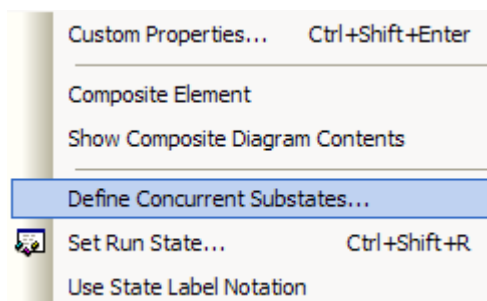 Custom Properties... Ctrl+Shift+Enter
Composite Element
Show Composite Diagram Contents
Define Concurrent Substates...
Set Run State... Ctrl+Shift+R
Use State Label Notation